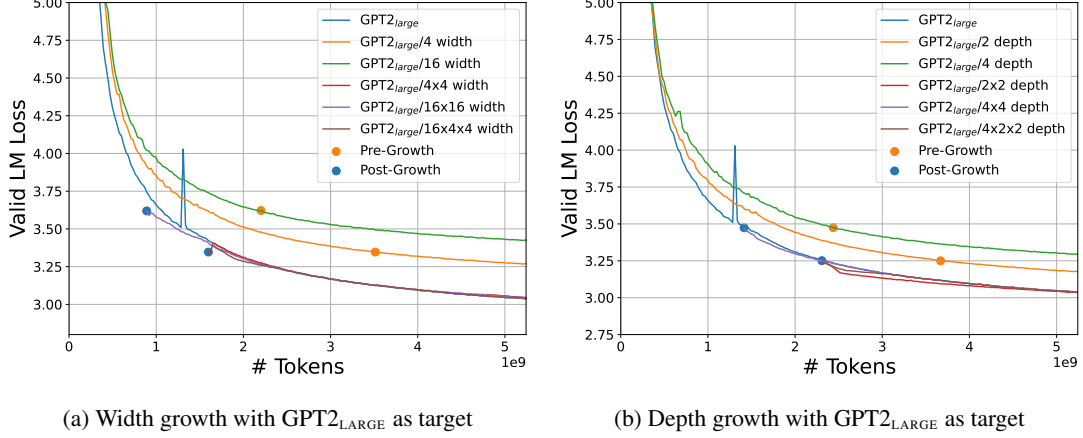 5.00
4.75
4.50
4.25
4.00
3.75
3.50
3.25
3.00
Valid LM Loss
0 1 2 3 4 5
1e9
# Tokens
GPT2large
GPT2large/4 width
GPT2large/16 width
GPT2large/4x4 width
GPT2large/16x16 width
GPT2large/16x4x4 width
Pre-Growth
Post-Growth
(a) Width growth with GPT2LARGE as target
5.00
4.75
4.50
4.25
4.00
3.75
3.50
3.25
3.00
2.75
Valid LM Loss
0 1 2 3 4 5
1e9
# Tokens
GPT2large
GPT2large/2 depth
GPT2large/4 depth
GPT2large/2x2 depth
GPT2large/4x4 depth
GPT2large/4x2x2 depth
Pre-Growth
Post-Growth
(b) Depth growth with GPT2LARGE as target